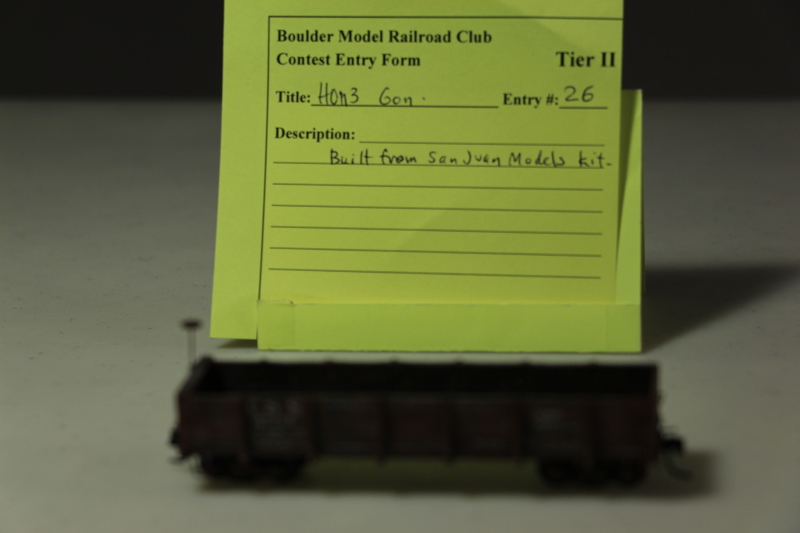 Boulder Model Railroad Club
Contest Entry Form Tier II
Title: HOn3 Gon. Entry #: 26
Description:
Built from San Juan Models kit.